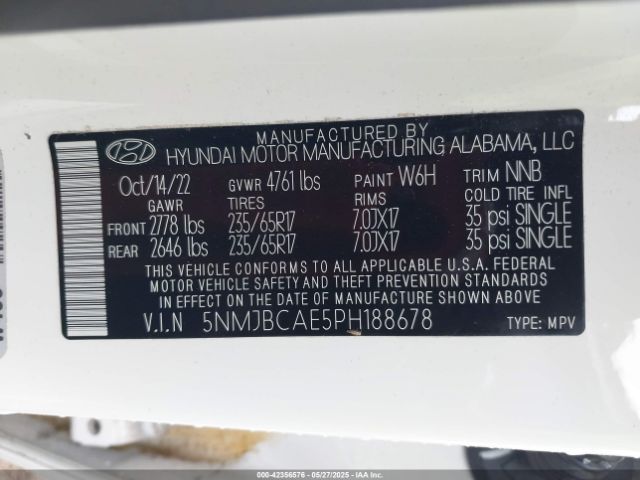 MANUFACTURED BY
HYUNDAI MOTOR MANUFACTURING ALABAMA, LLC
Oct/14/22 GVWR 4761 lbs PAINT W6H TRIM NNB
GAWR TIRES RIMS COLD TIRE INFL
FRONT 2778 lbs 235/65R17 7.0JX17 35 psi SINGLE
REAR 2646 lbs 235/65R17 7.0JX17 35 psi SINGLE
THIS VEHICLE CONFORMS TO ALL APPLICABLE U.S.A. FEDERAL
MOTOR VEHICLE SAFETY AND THEFT PREVENTION STANDARDS
IN EFFECT ON THE DATE OF MANUFACTURE SHOWN ABOVE.
V.I.N 5NMJBCAE5PH188678 TYPE: MPV
000-42356576 - 05/27/2025 - IAAI.COM